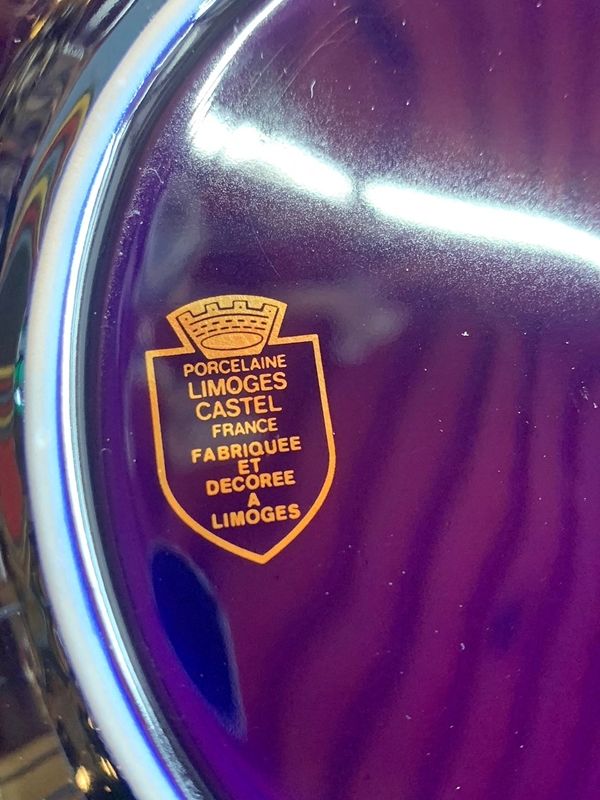 PORCELAINE
LIMOGES
CASTEL
FRANCE
FABRIQUEE
ET
DECOREE
A
LIMOGES